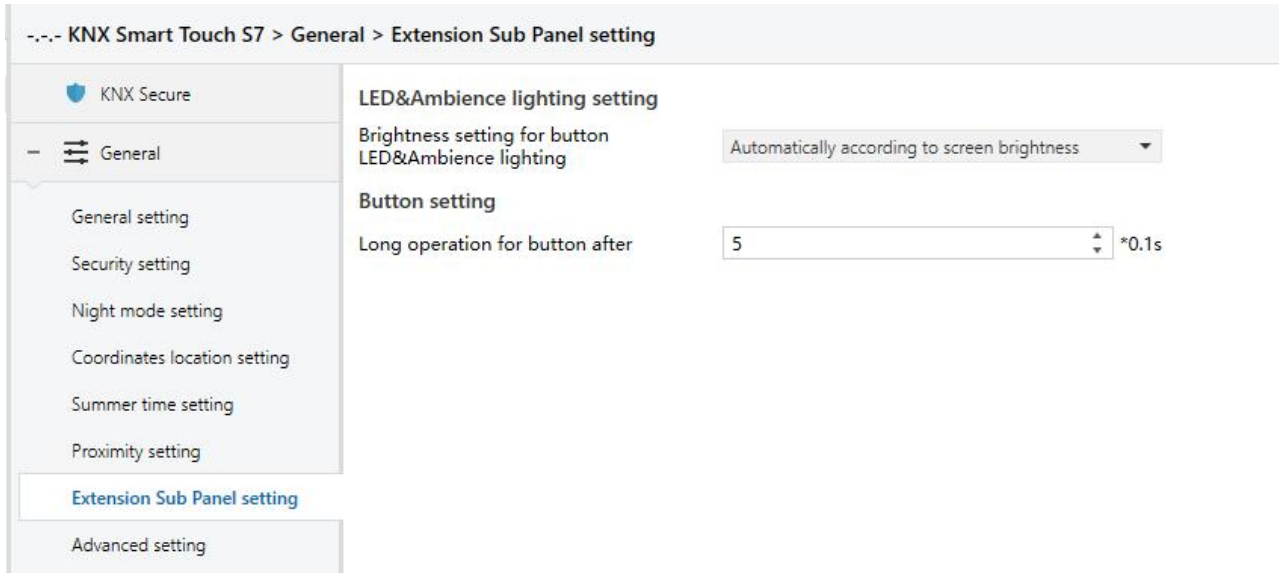 -.-.- KNX Smart Touch S7 > General > Extension Sub Panel setting
KNX Secure
General
General setting
Security setting
Night mode setting
Coordinates location setting
Summer time setting
Proximity setting
Extension Sub Panel setting
Advanced setting
LED&Ambience lighting setting
Brightness setting for button
LED&Ambience lighting
Automatically according to screen brightness
Button setting
Long operation for button after
5
*0.1s